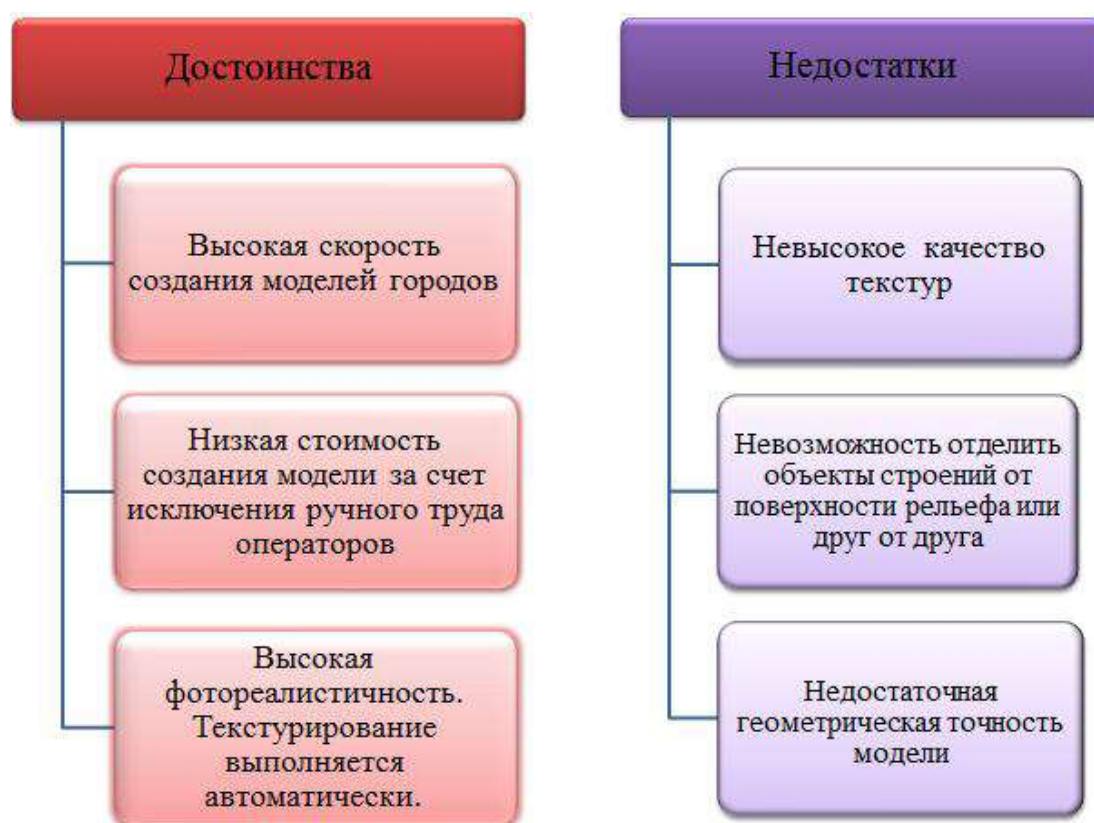 Достоинства
Высокая скорость
создания моделей городов
Низкая стоимость
создания модели за счет
исключения ручного труда
операторов
Высокая
фотореалистичность.
Текстурирование
выполняется
автоматически.
Недостатки
Невысокое качество
текстур
Невозможность отделить
объекты строений от
поверхности рельефа или
друг от друга
Недостаточная
геометрическая точность
модели